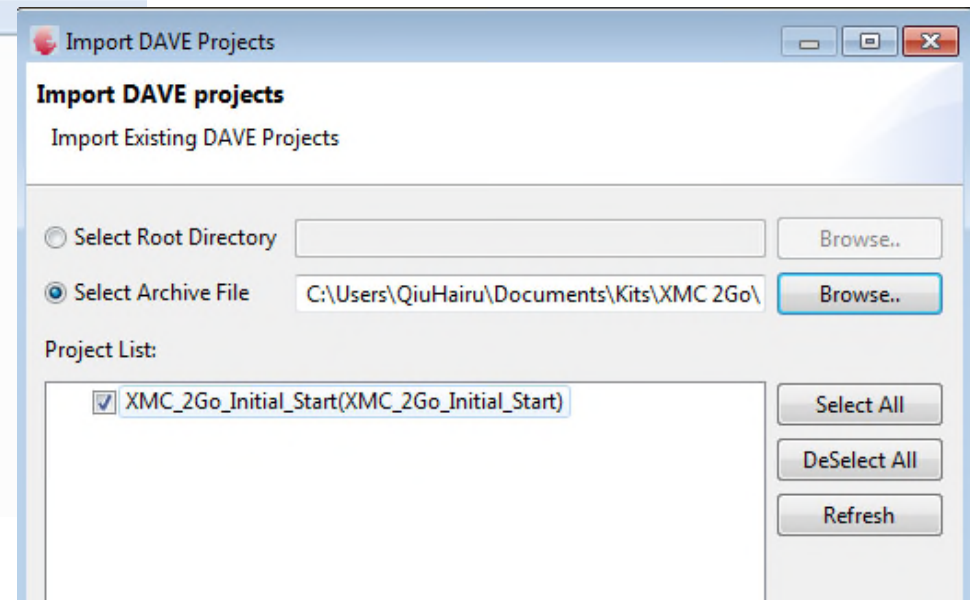 Import DAVE Projects
Import DAVE projects
Import Existing DAVE Projects
Select Root Directory Browse..
Select Archive File C:\Users\QiuHairu\Documents\Kits\XMC 2Go\ Browse..
Project List:
XMC_2Go_Initial_Start(XMC_2Go_Initial_Start)
Select All
DeSelect All
Refresh